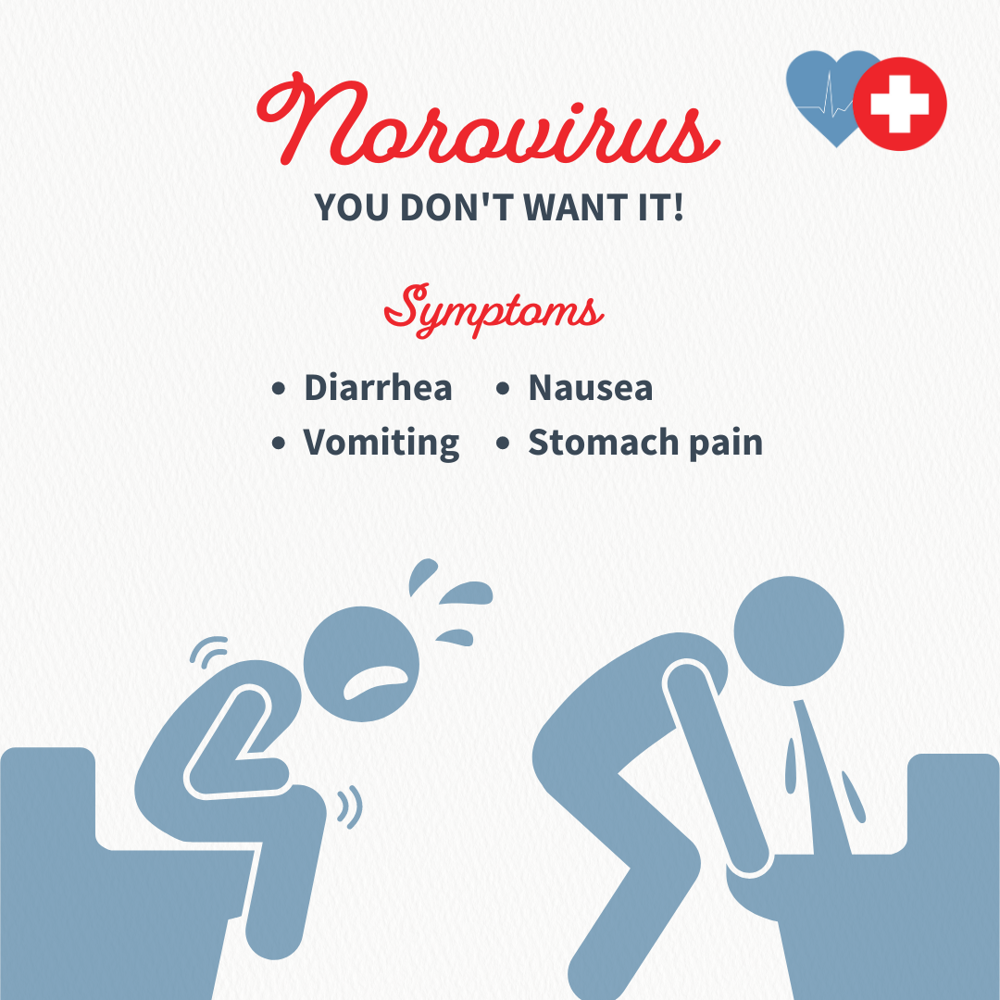 Norovirus
YOU DON'T WANT IT!
Symptoms
• Diarrhea
• Vomiting
• Nausea
• Stomach pain